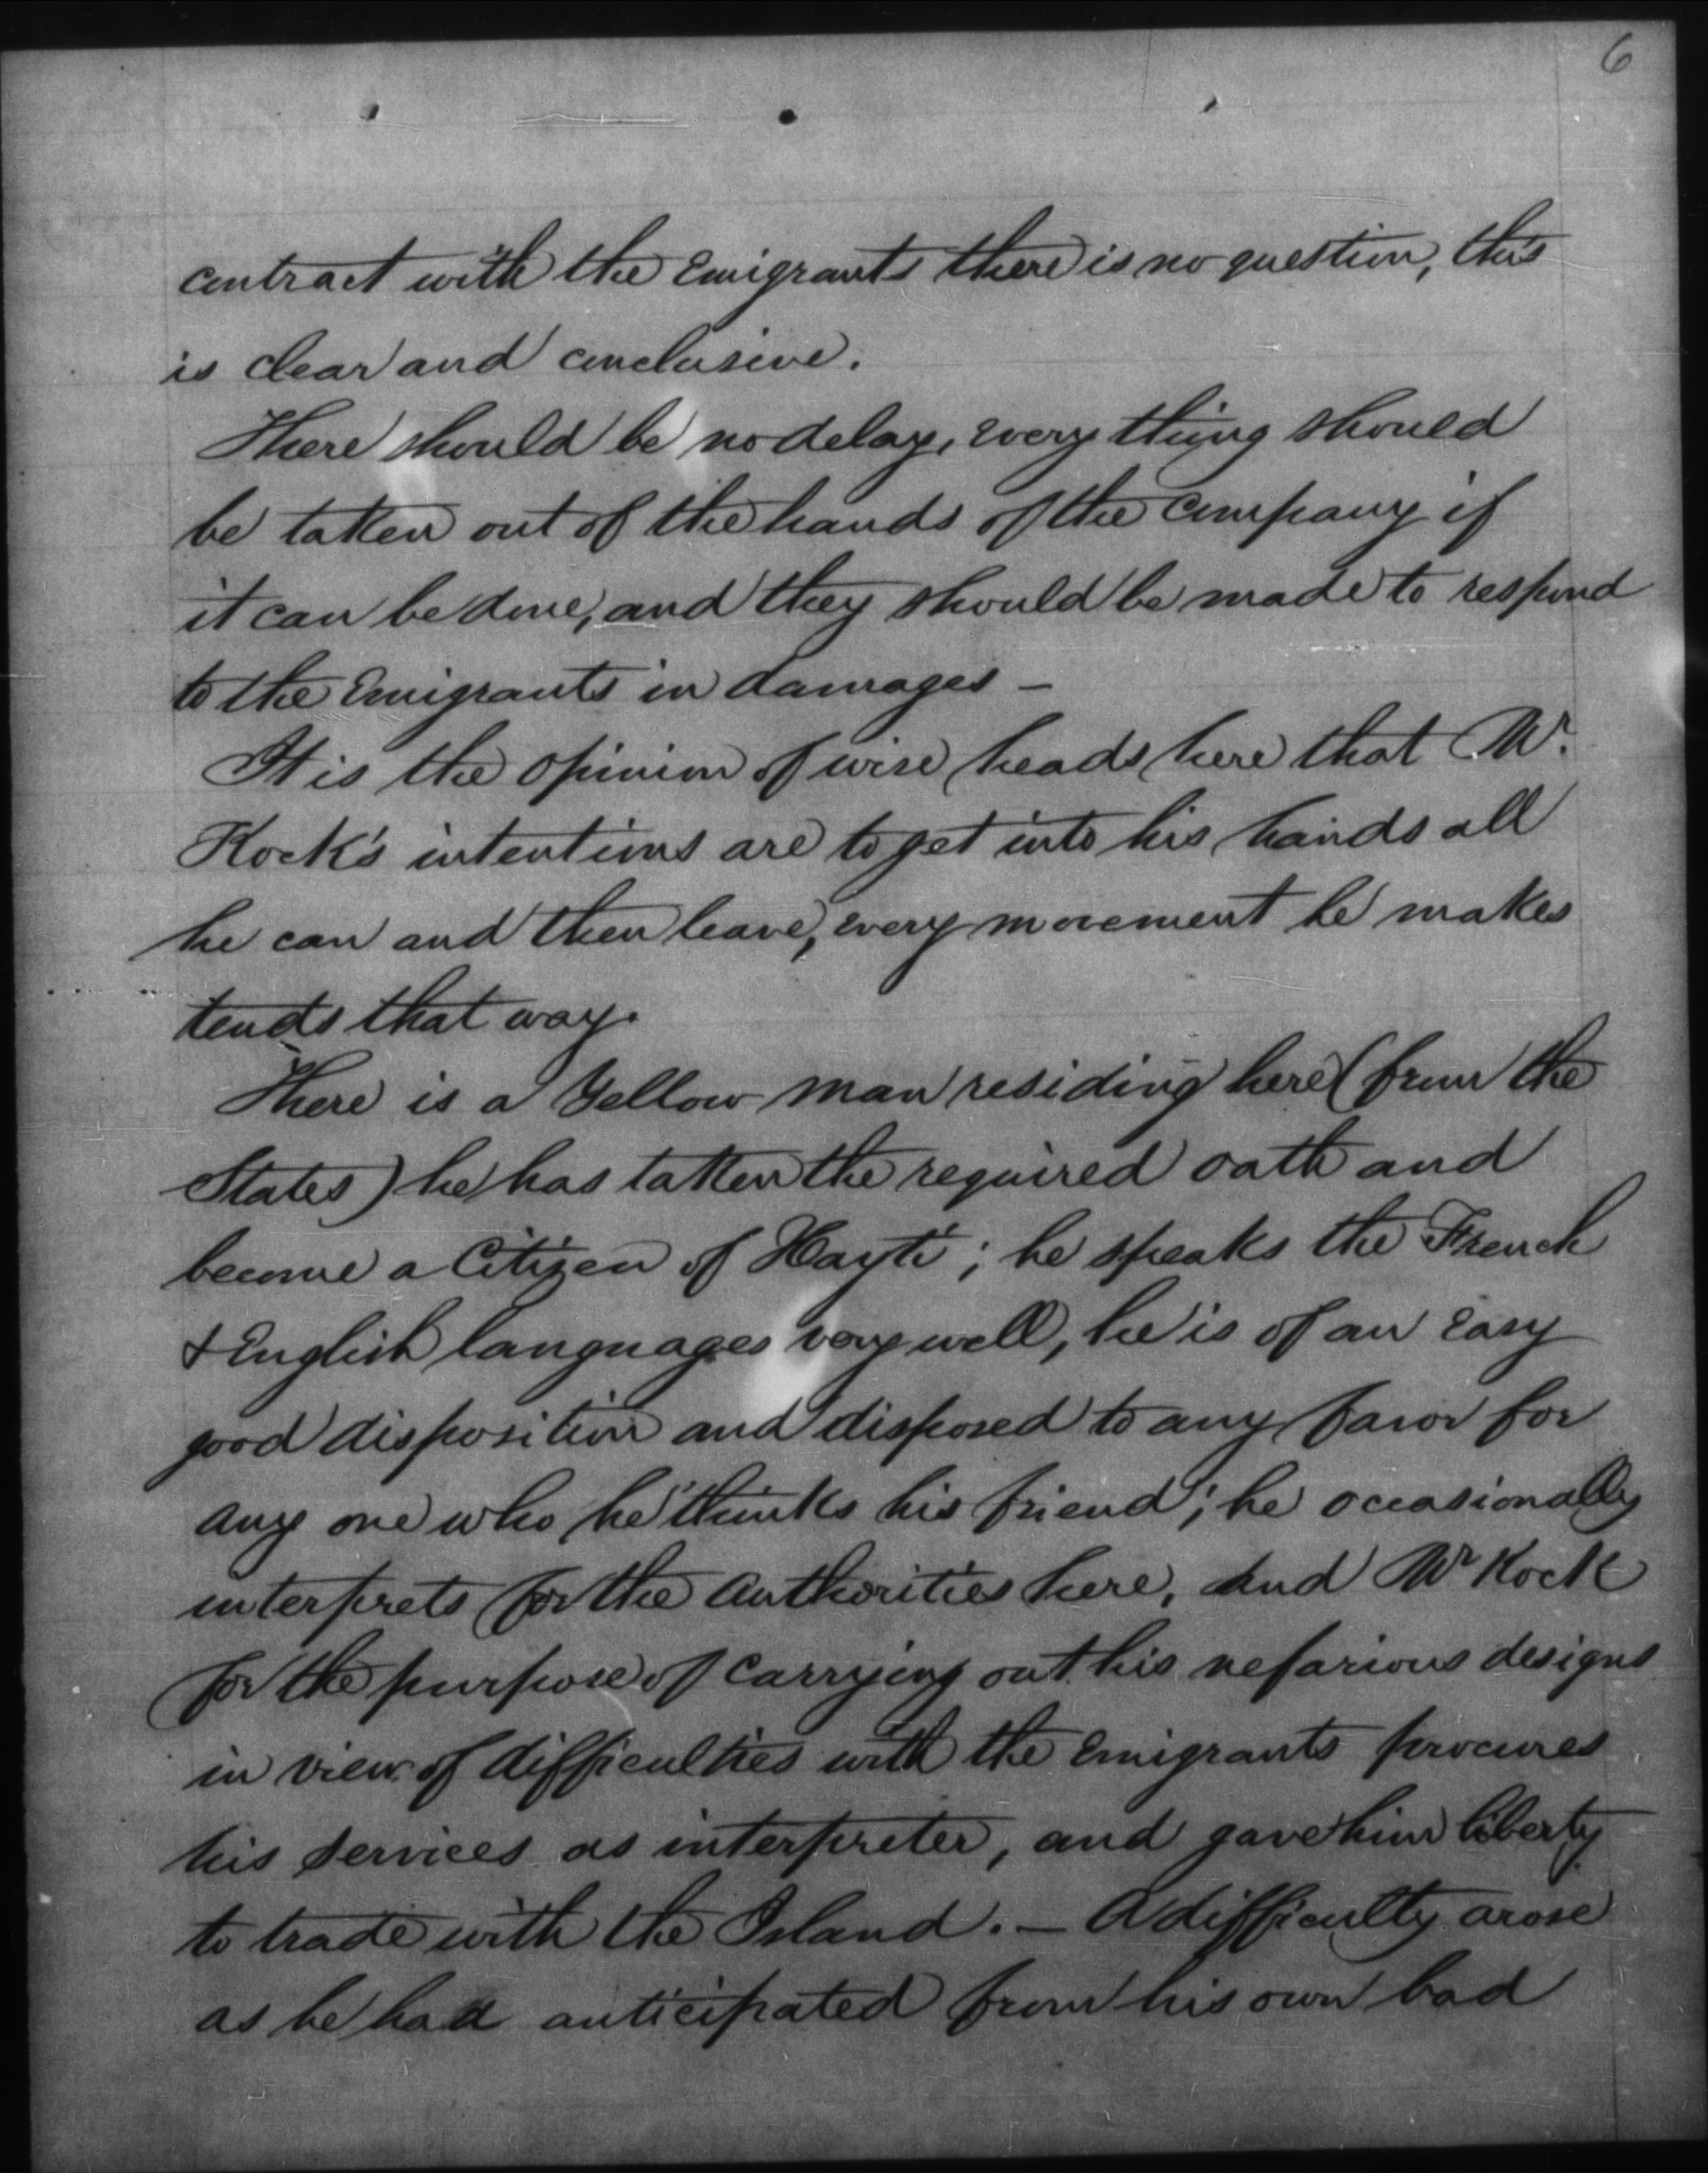 6
contract with the Emigrants there is no question, this
is clear and conclusive.
There should be no delay, every thing should
be taken out of the hands of the Company if
it can be done, and they should be made to respond
to the Emigrants in damages –
It is the opinion of wise heads here that Mr.
Kock's intentions are to get into his hands all
he can and then leave, every movement he makes
tends that way.
There is a Yellow man residing here (from the
States) he has taken the required oath and
become a Citizen of Hayti; he speaks the French
& English languages very well, he is of an Easy
good disposition and disposed to any favor for
any one who he thinks his friend; he occasionally
interprets for the Authorities here, and Mr Kock
for the purpose of carrying out his nefarious designs
in view of difficulties with the Emigrants procures
his services as interpreter, and gave him liberty
to trade with the Island. – A difficulty arose
as he had anticipated from his own bad